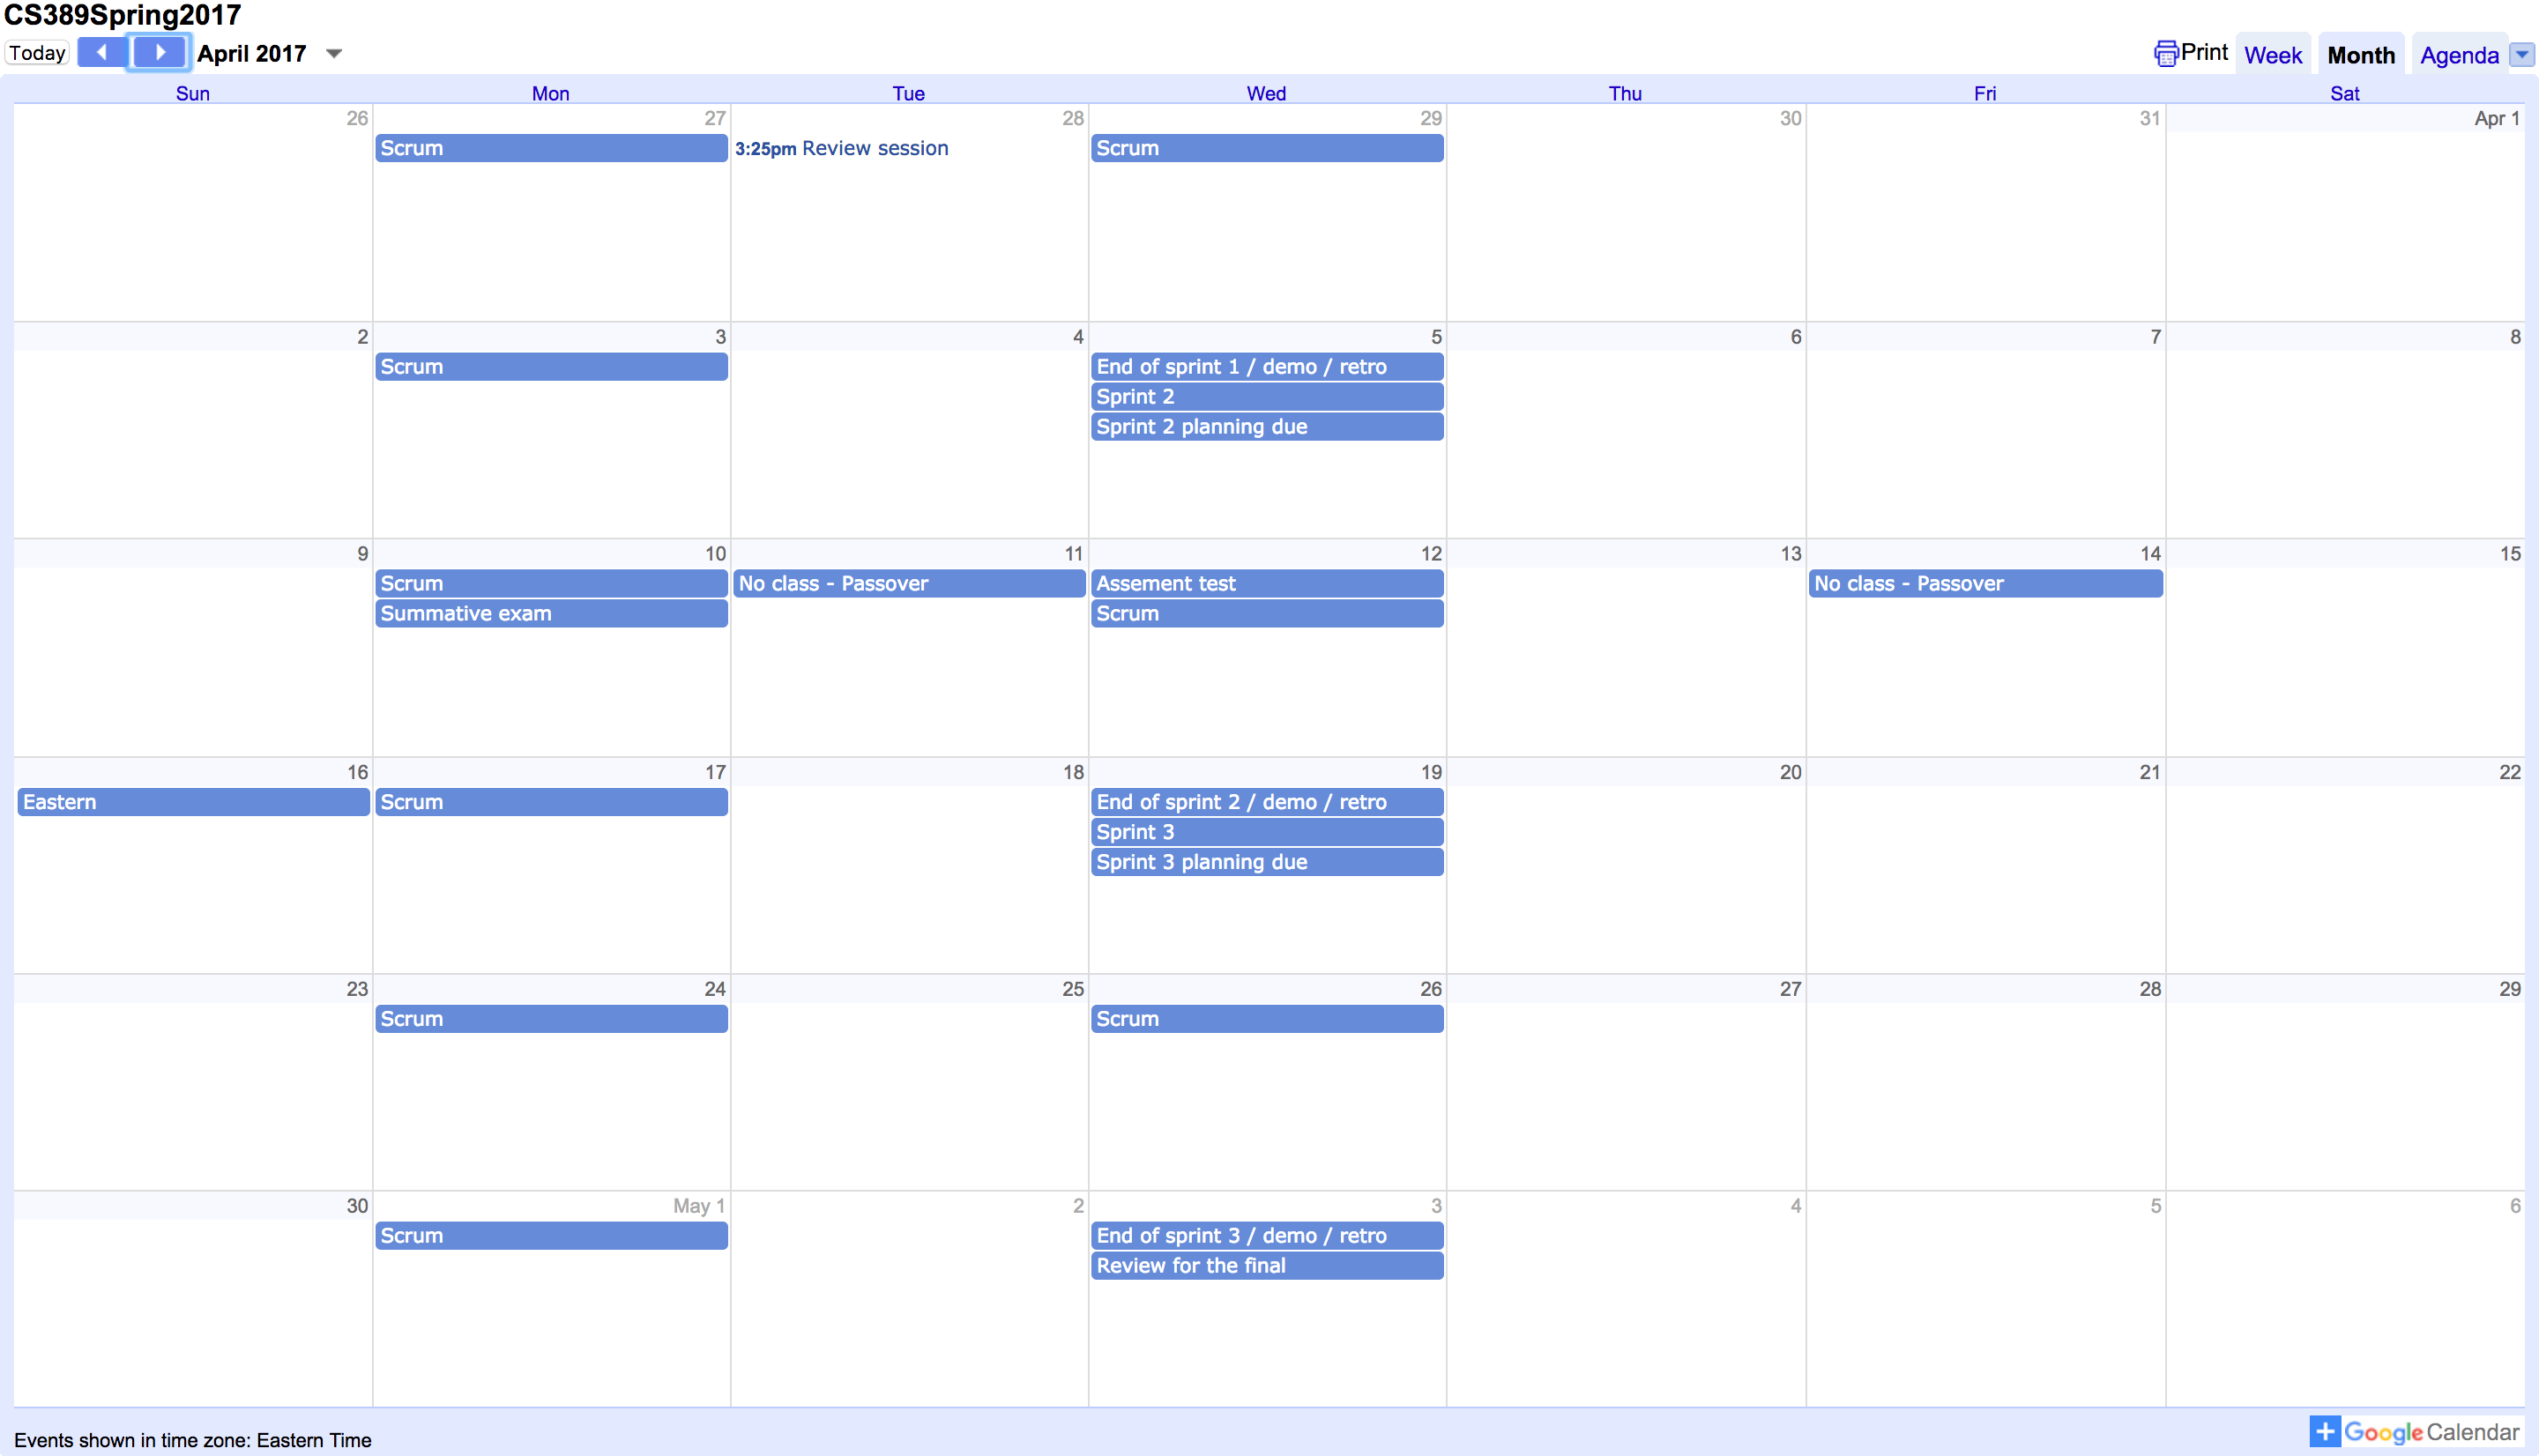 CS389Spring2017
Today April 2017 Print Week Month Agenda
Sun Mon Tue Wed Thu Fri Sat
26 27 28 29 30 31 Apr 1
Scrum 3:25pm Review session Scrum
2 3 4 5 6 7 8
Scrum End of sprint 1 / demo / retro
Sprint 2
Sprint 2 planning due
9 10 11 12 13 14 15
Scrum No class - Passover Assement test No class - Passover
Summative exam Scrum
16 17 18 19 20 21 22
Eastern Scrum End of sprint 2 / demo / retro
Sprint 3
Sprint 3 planning due
23 24 25 26 27 28 29
Scrum Scrum
30 May 1 2 3 4 5 6
Scrum End of sprint 3 / demo / retro
Review for the final
Events shown in time zone: Eastern Time
+ Google Calendar